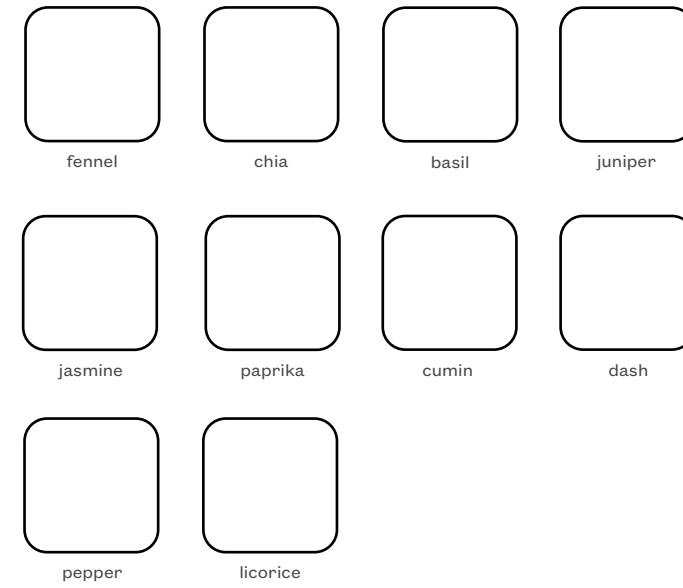 fennel chia basil juniper
jasmine paprika cumin dash
pepper licorice